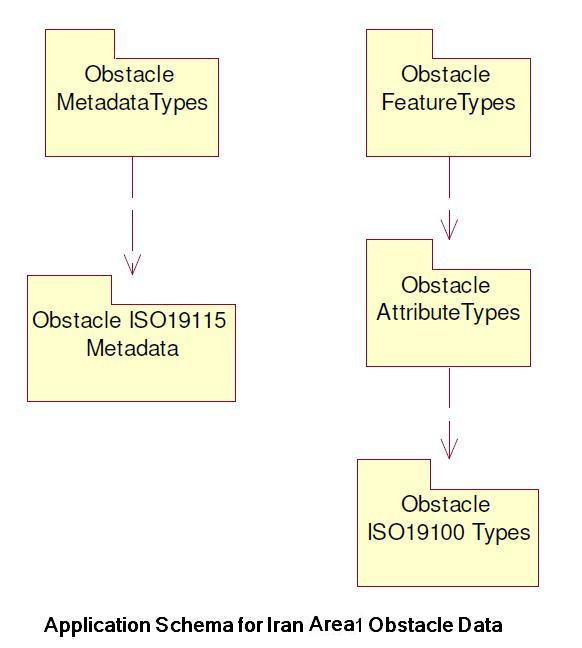 Obstacle
MetadataTypes
Obstacle
FeatureTypes
Obstacle ISO19115
Metadata
Obstacle
AttributeTypes
Obstacle
ISO19100 Types
Application Schema for Iran Area1 Obstacle Data